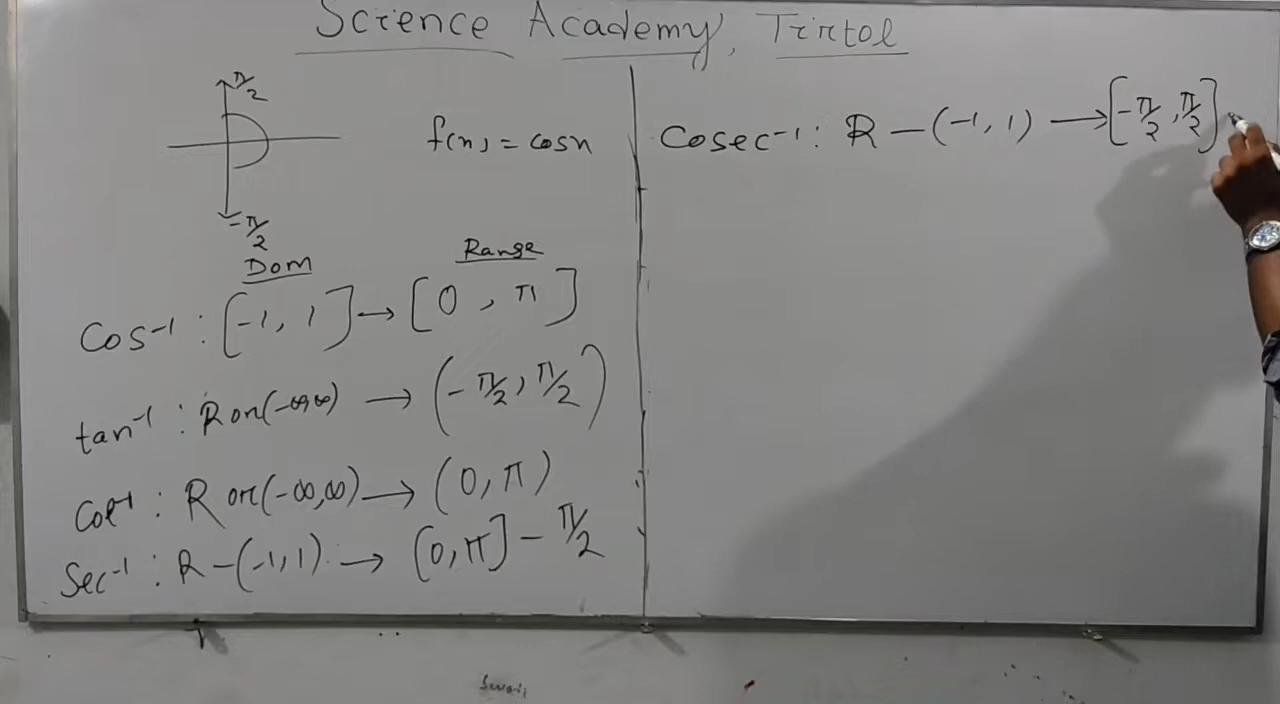 Science Academy, Tirtol
π/2
f(x) = cosx
-π/2
Dom
Range
Cos⁻¹ : [-1, 1] → [0, π]
tan⁻¹ : R or (-∞,∞) → (-π/2, π/2)
Cot⁻¹ : R or (-∞,∞) → (0, π)
Sec⁻¹ : R - (-1,1) → [0,π] - π/2
Cosec⁻¹ : R - (-1, 1) → [-π/2, π/2]